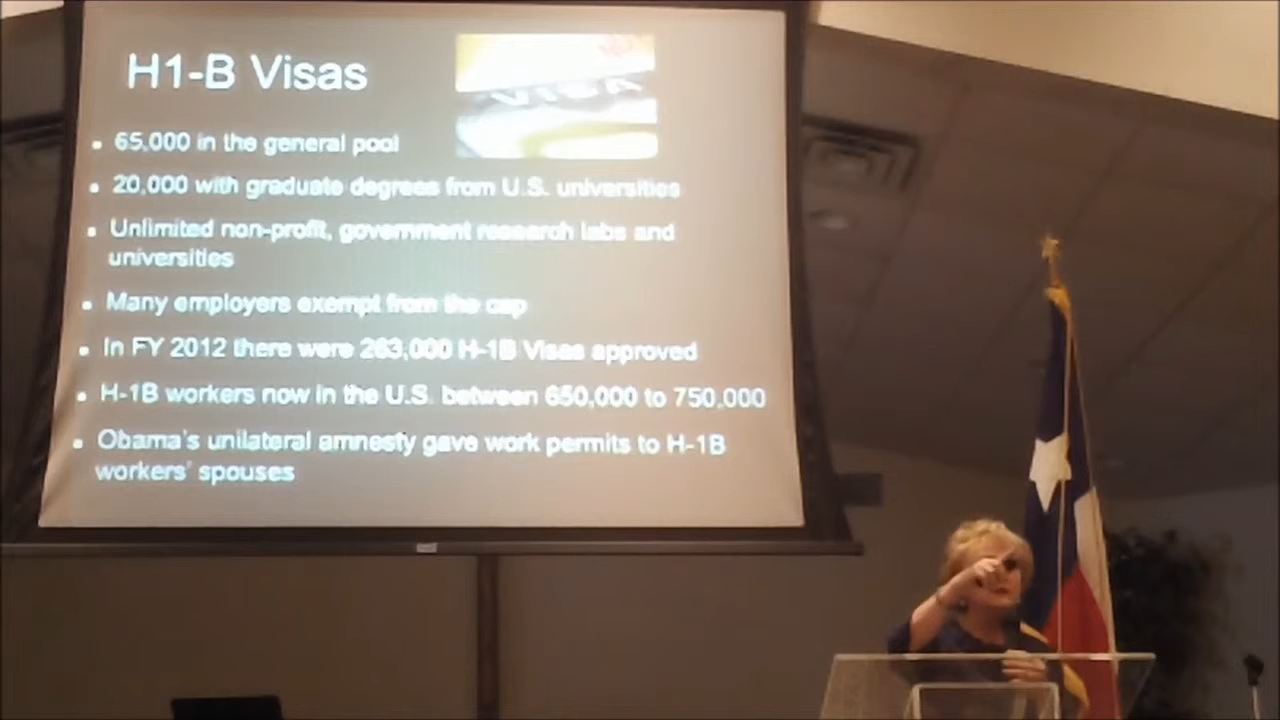 H1-B Visas
VISA
65,000 in the general pool
20,000 with graduate degrees from U.S. universities
Unlimited non-profit, government research labs and
universities
Many employers exempt from the cap
In FY 2012 there were 263,000 H-1B Visas approved
H-1B workers now in the U.S. between 650,000 to 750,000
Obama's unilateral amnesty gave work permits to H-1B
workers' spouses